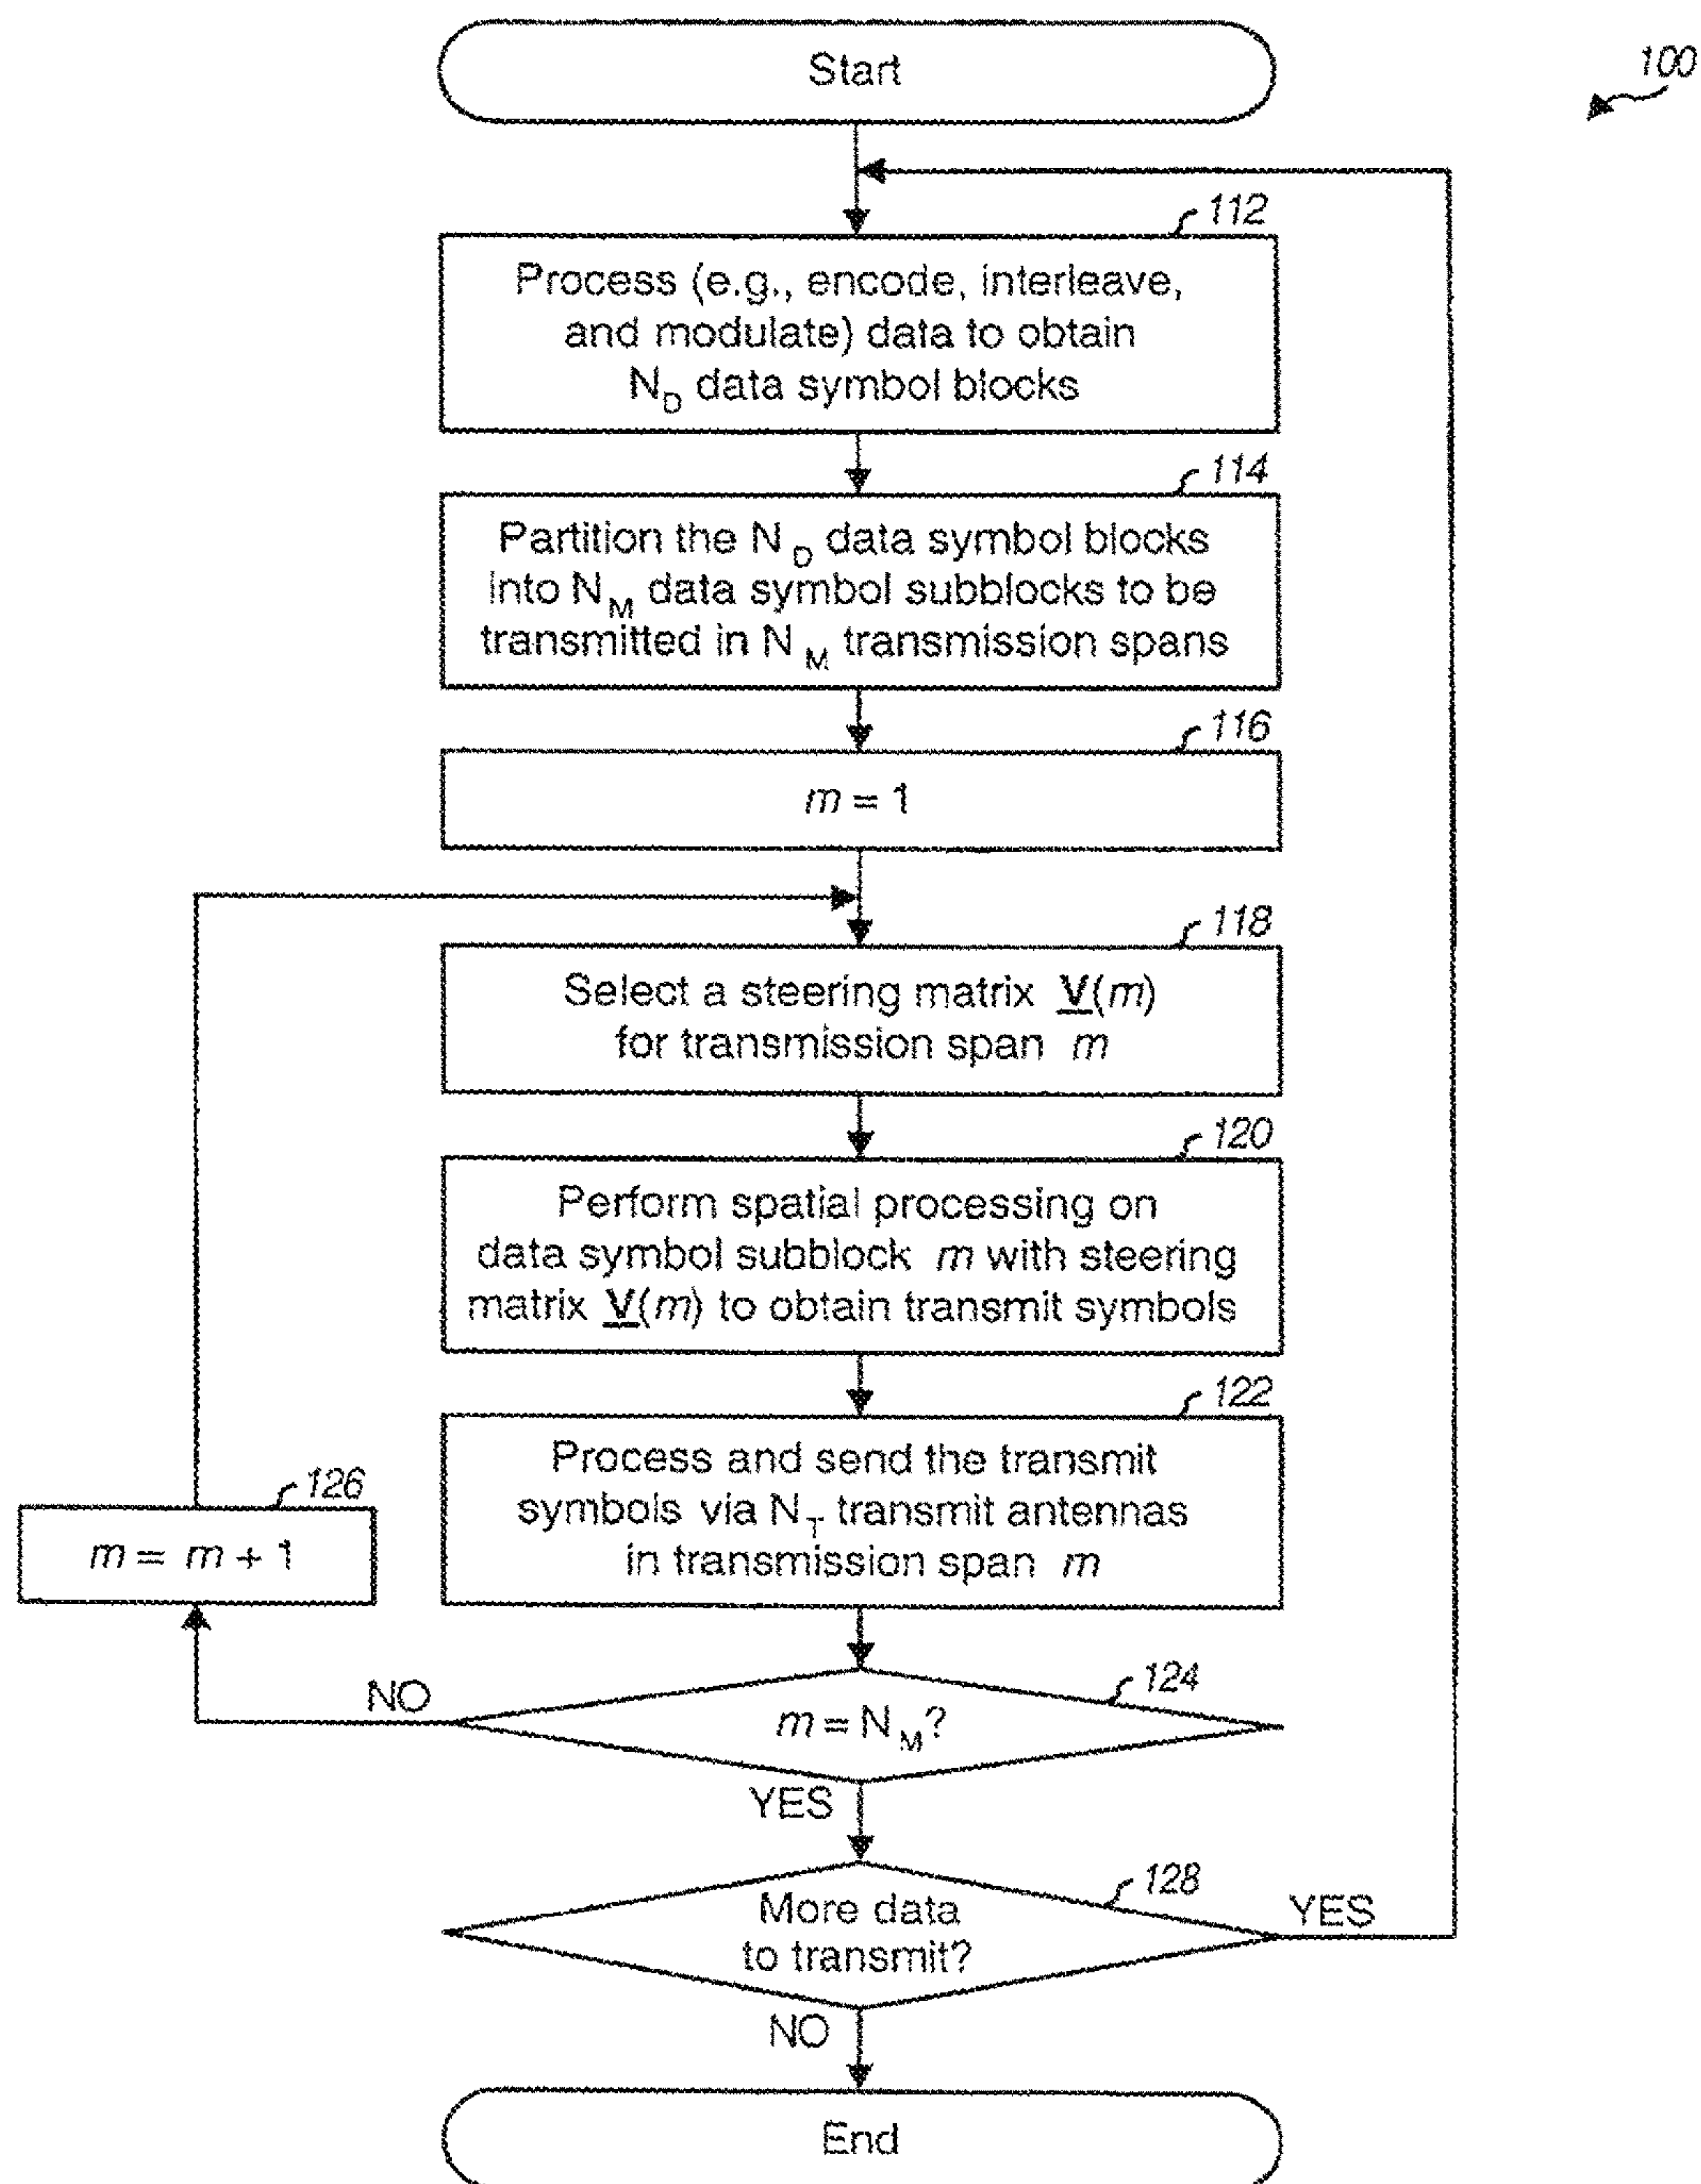 Start
100
112
Process (e.g., encode, interleave,
and modulate) data to obtain
N_D data symbol blocks
114
Partition the N_D data symbol blocks
into N_M data symbol subblocks to be
transmitted in N_M transmission spans
116
m = 1
118
Select a steering matrix V(m)
for transmission span m
120
Perform spatial processing on
data symbol subblock m with steering
matrix V(m) to obtain transmit symbols
122
Process and send the transmit
symbols via N_T transmit antennas
in transmission span m
126
m = m + 1
124
NO
m = N_M?
YES
128
More data
to transmit?
YES
NO
End